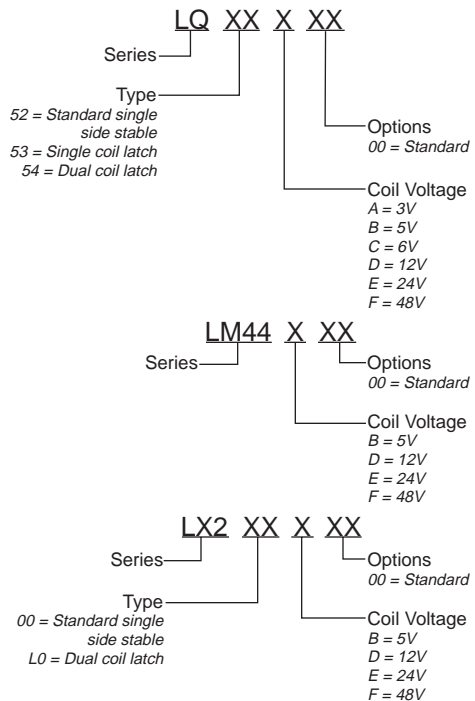 LQ XX X XX
Series
Type
52 = Standard single
side stable
53 = Single coil latch
54 = Dual coil latch
Options
00 = Standard
Coil Voltage
A = 3V
B = 5V
C = 6V
D = 12V
E = 24V
F = 48V
LM44 X XX
Series
Options
00 = Standard
Coil Voltage
B = 5V
D = 12V
E = 24V
F = 48V
LX2 XX X XX
Series
Type
00 = Standard single
side stable
L0 = Dual coil latch
Options
00 = Standard
Coil Voltage
B = 5V
D = 12V
E = 24V
F = 48V